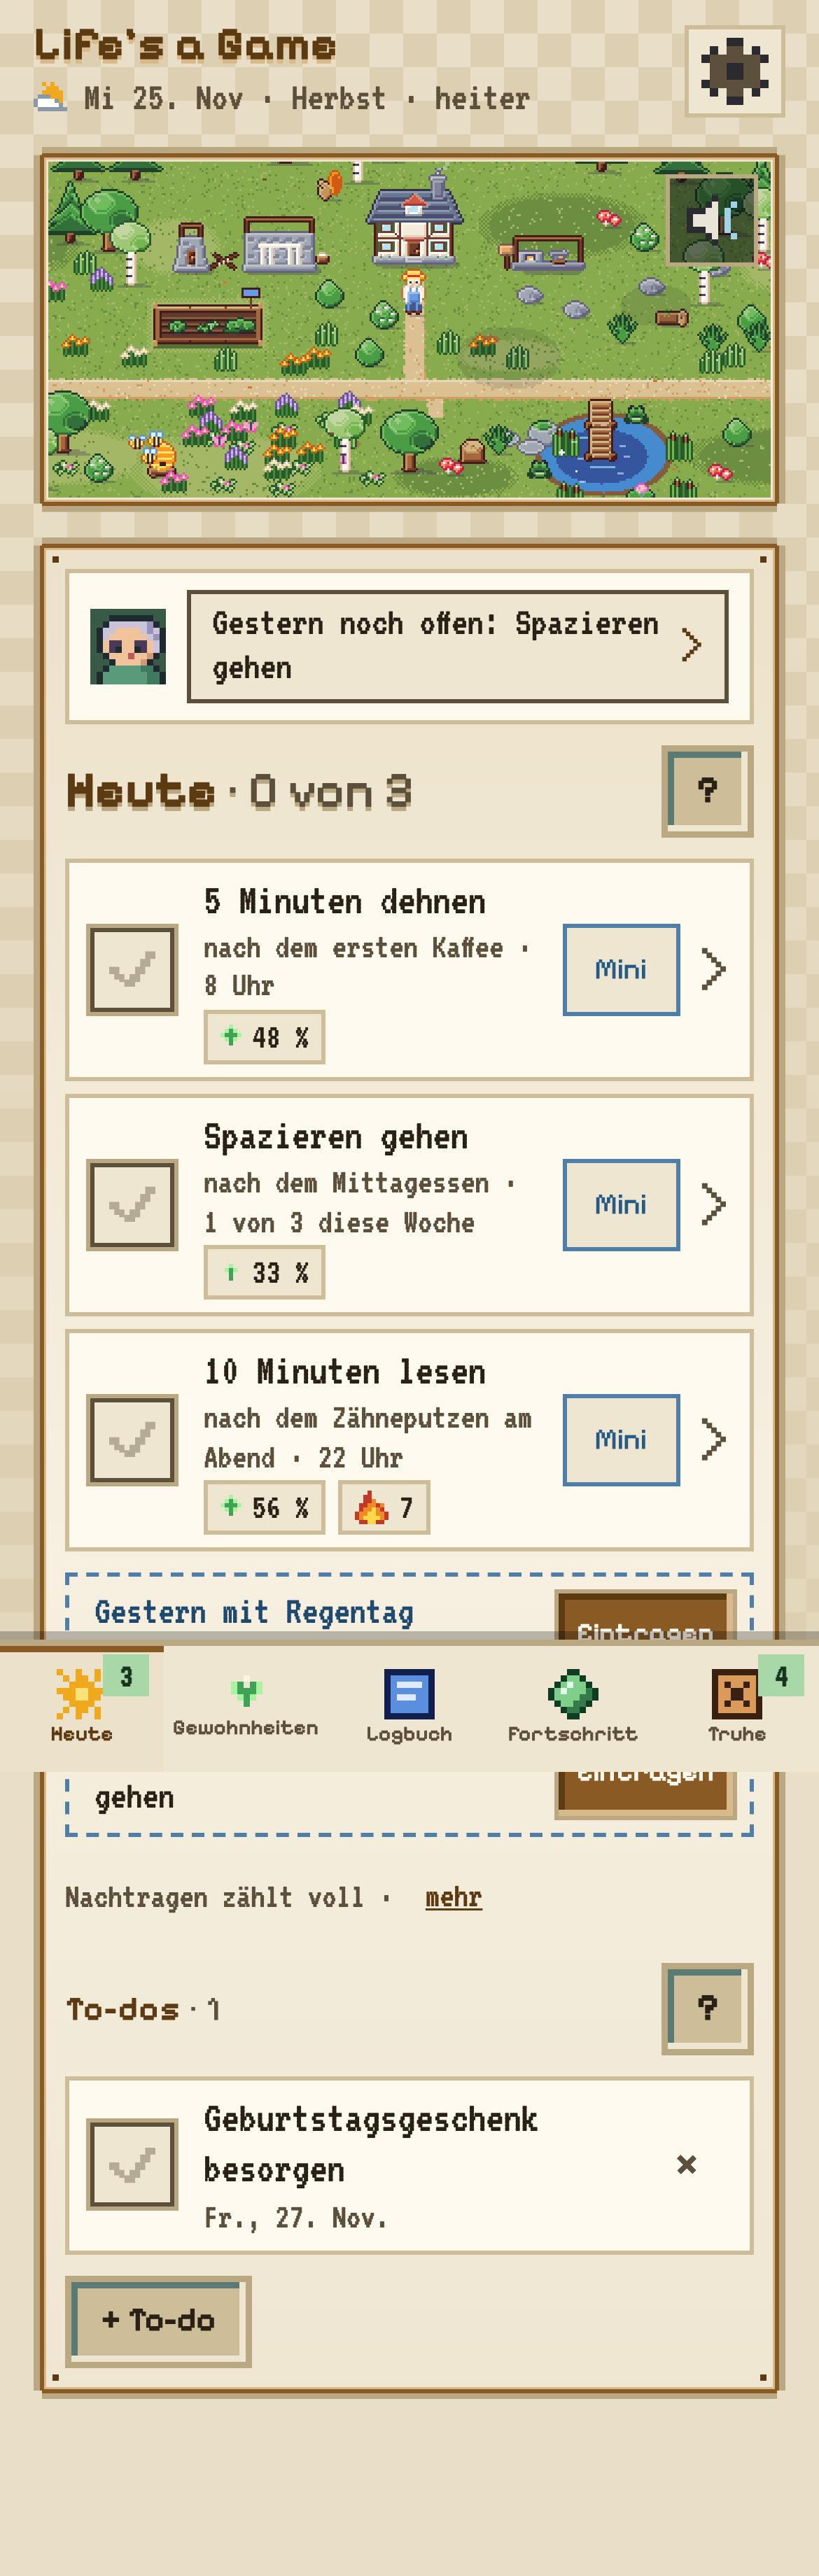 Life's a Game
Mi 25. Nov · Herbst · heiter
Gestern noch offen: Spazieren
gehen
Heute · 0 von 3
?
5 Minuten dehnen
nach dem ersten Kaffee ·
8 Uhr
Mini
48 %
Spazieren gehen
nach dem Mittagessen ·
1 von 3 diese Woche
Mini
33 %
10 Minuten lesen
nach dem Zähneputzen am
Abend · 22 Uhr
Mini
56 %
7
Gestern mit Regentag
Eintragen
3
Heute
Gewohnheiten
Logbuch
Fortschritt
4
Truhe
gehen
Eintragen
Nachtragen zählt voll · mehr
To-dos · 1
?
Geburtstagsgeschenk
besorgen
Fr., 27. Nov.
×
+ To-do